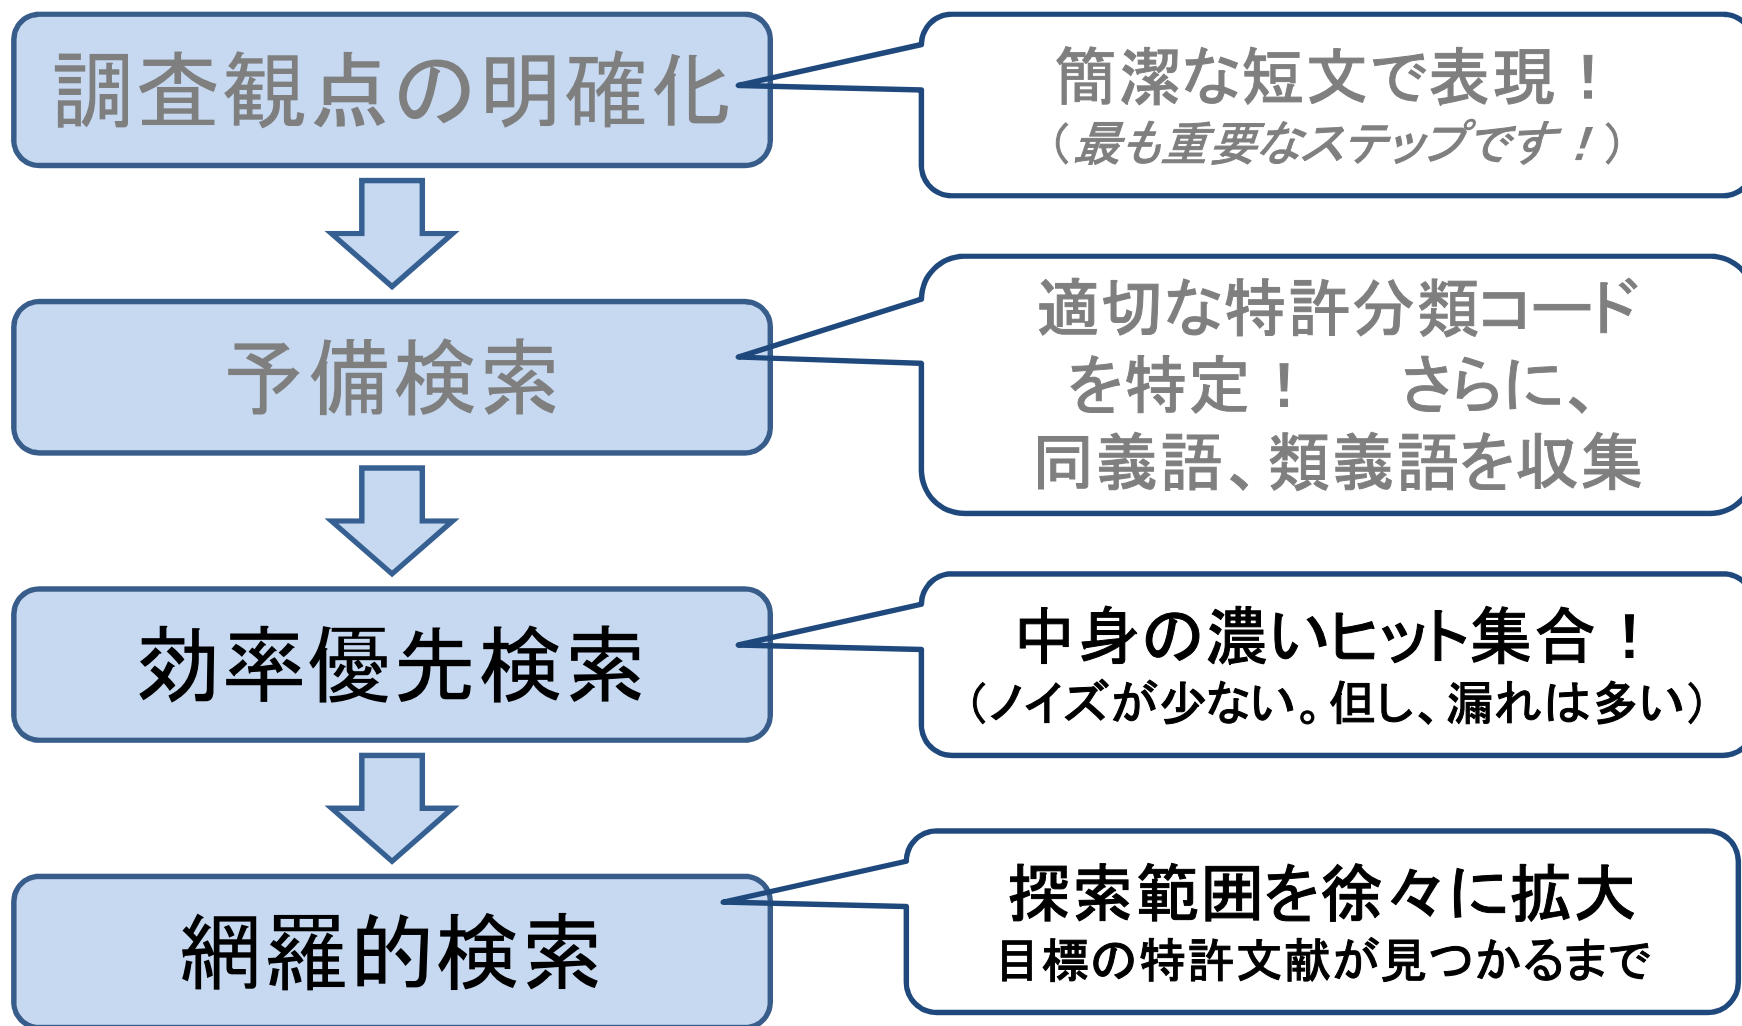 調査観点の明確化
簡潔な短文で表現！
（最も重要なステップです！）
予備検索
適切な特許分類コード
を特定！　さらに、
同義語、類義語を収集
効率優先検索
中身の濃いヒット集合！
（ノイズが少ない。但し、漏れは多い）
網羅的検索
探索範囲を徐々に拡大
目標の特許文献が見つかるまで